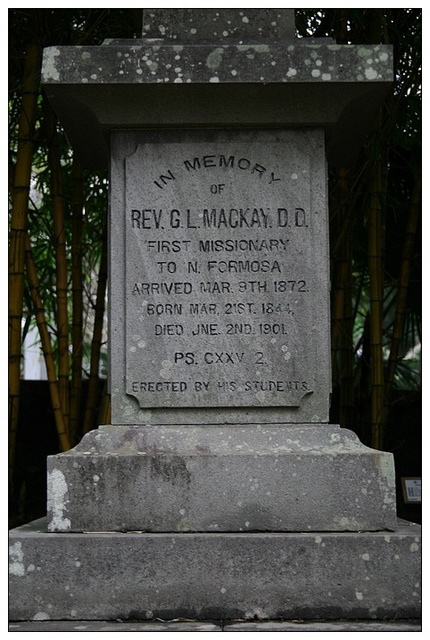 IN MEMORY
OF
REV. G. L. MACKAY. D. D.
FIRST MISSIONARY
TO N. FORMOSA
ARRIVED MAR. 9TH. 1872.
BORN MAR. 21ST. 1844,
DIED JNE. 2ND. 1901.
PS. CXXV 2.
ERECTED BY HIS STUDENTS.